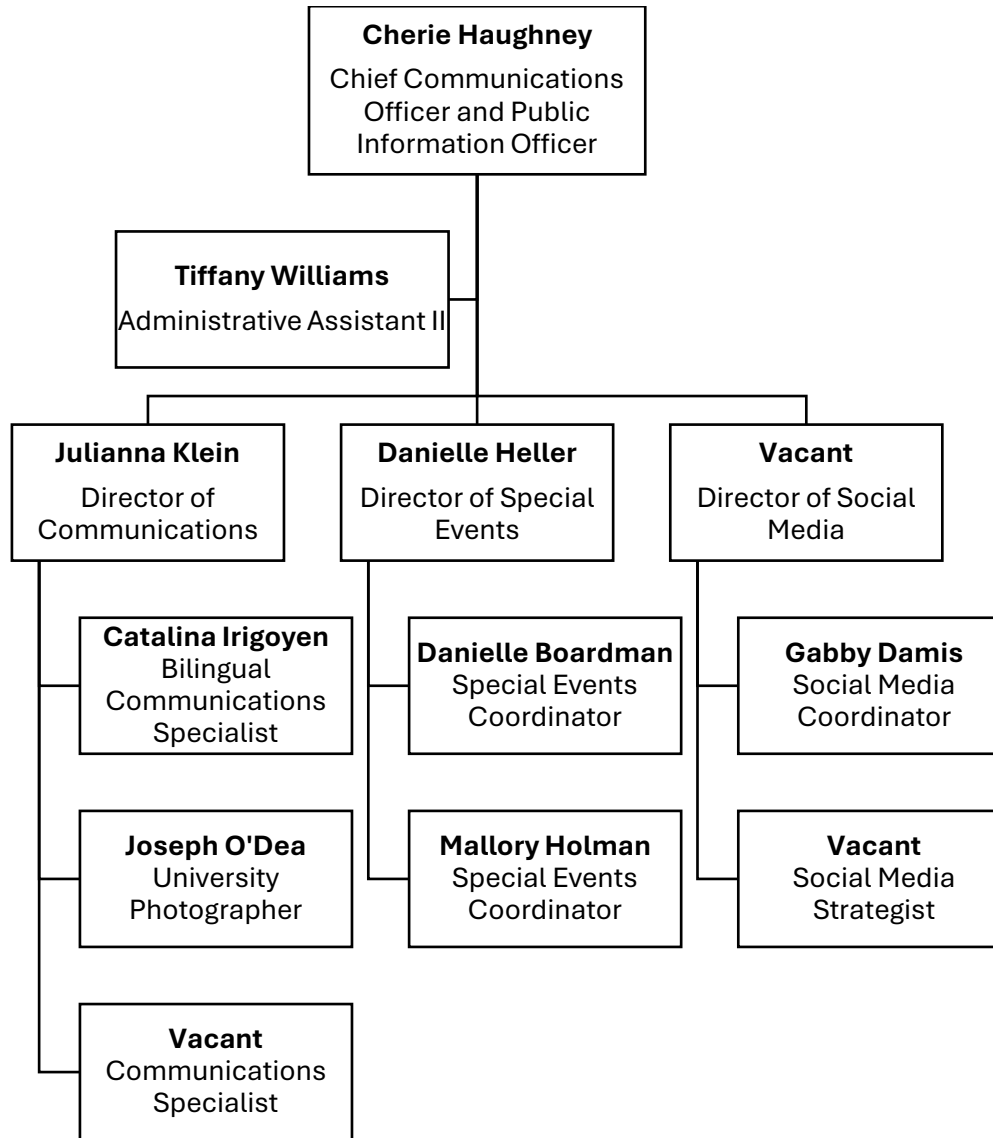 Cherie Haughney
Chief Communications
Officer and Public
Information Officer
Tiffany Williams
Administrative Assistant II
Julianna Klein
Director of
Communications
Danielle Heller
Director of Special
Events
Vacant
Director of Social
Media
Catalina Irigoyen
Bilingual
Communications
Specialist
Joseph O'Dea
University
Photographer
Vacant
Communications
Specialist
Danielle Boardman
Special Events
Coordinator
Mallory Holman
Special Events
Coordinator
Gabby Damis
Social Media
Coordinator
Vacant
Social Media
Strategist